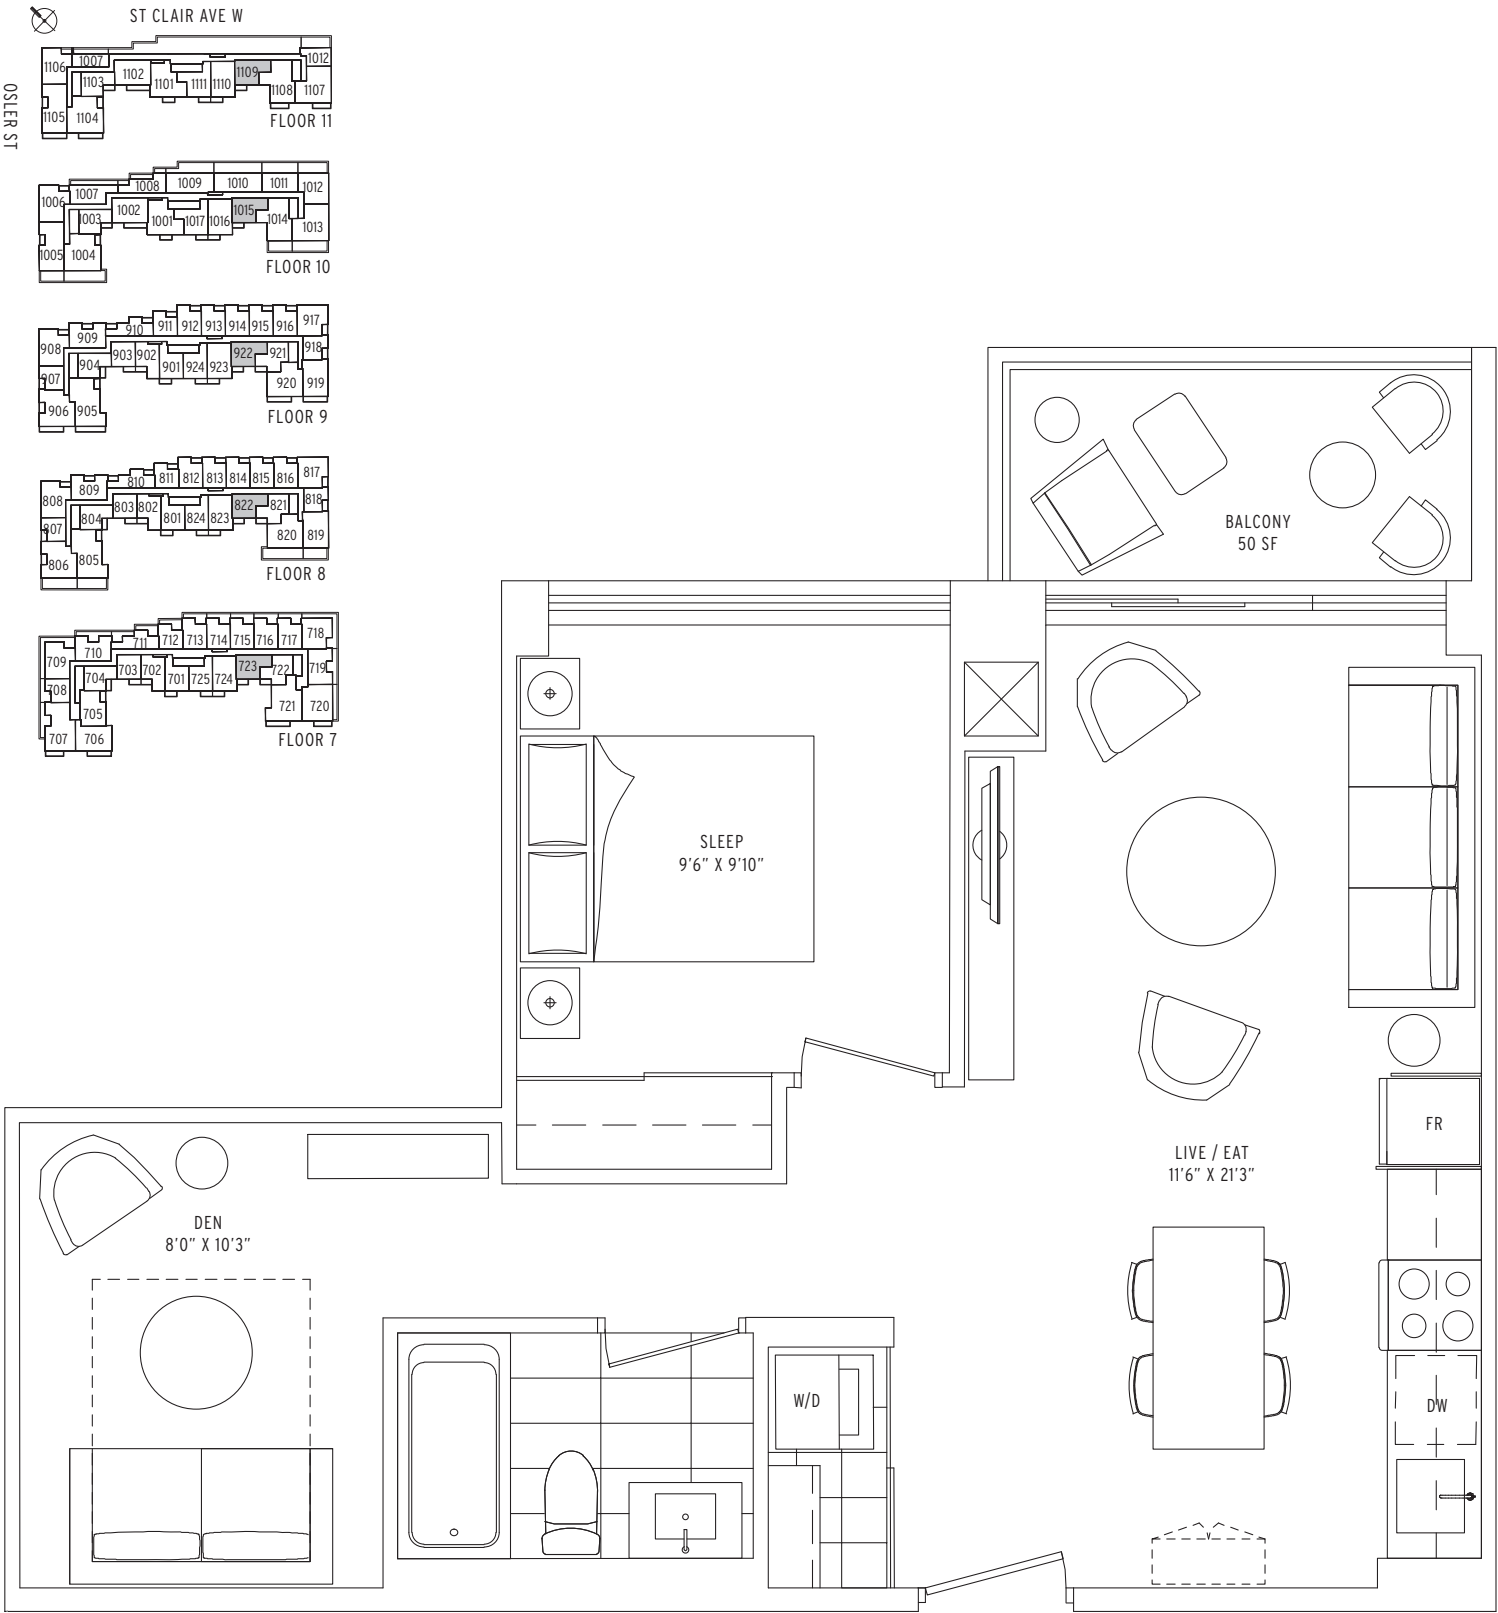 ST CLAIR AVE W
OSLER ST
1106 1007 1103 1102 1101 1111 1110 1109 1108 1107 1012
1105 1104
FLOOR 11
1006 1007 1008 1009 1010 1011 1012
1003 1002 1001 1017 1016 1015 1014 1013
1005 1004
FLOOR 10
908 909 910 911 912 913 914 915 916 917
907 904 903 902 901 924 923 922 921 918
906 905 920 919
FLOOR 9
808 809 810 811 812 813 814 815 816 817
807 804 803 802 801 824 823 822 821 818
806 805 820 819
FLOOR 8
709 710 711 712 713 714 715 716 717 718
708 704 703 702 701 725 724 723 722 719
707 705 706 721 720
FLOOR 7
BALCONY
50 SF
SLEEP
9'6" X 9'10"
LIVE / EAT
11'6" X 21'3"
FR
DEN
8'0" X 10'3"
W/D
DW